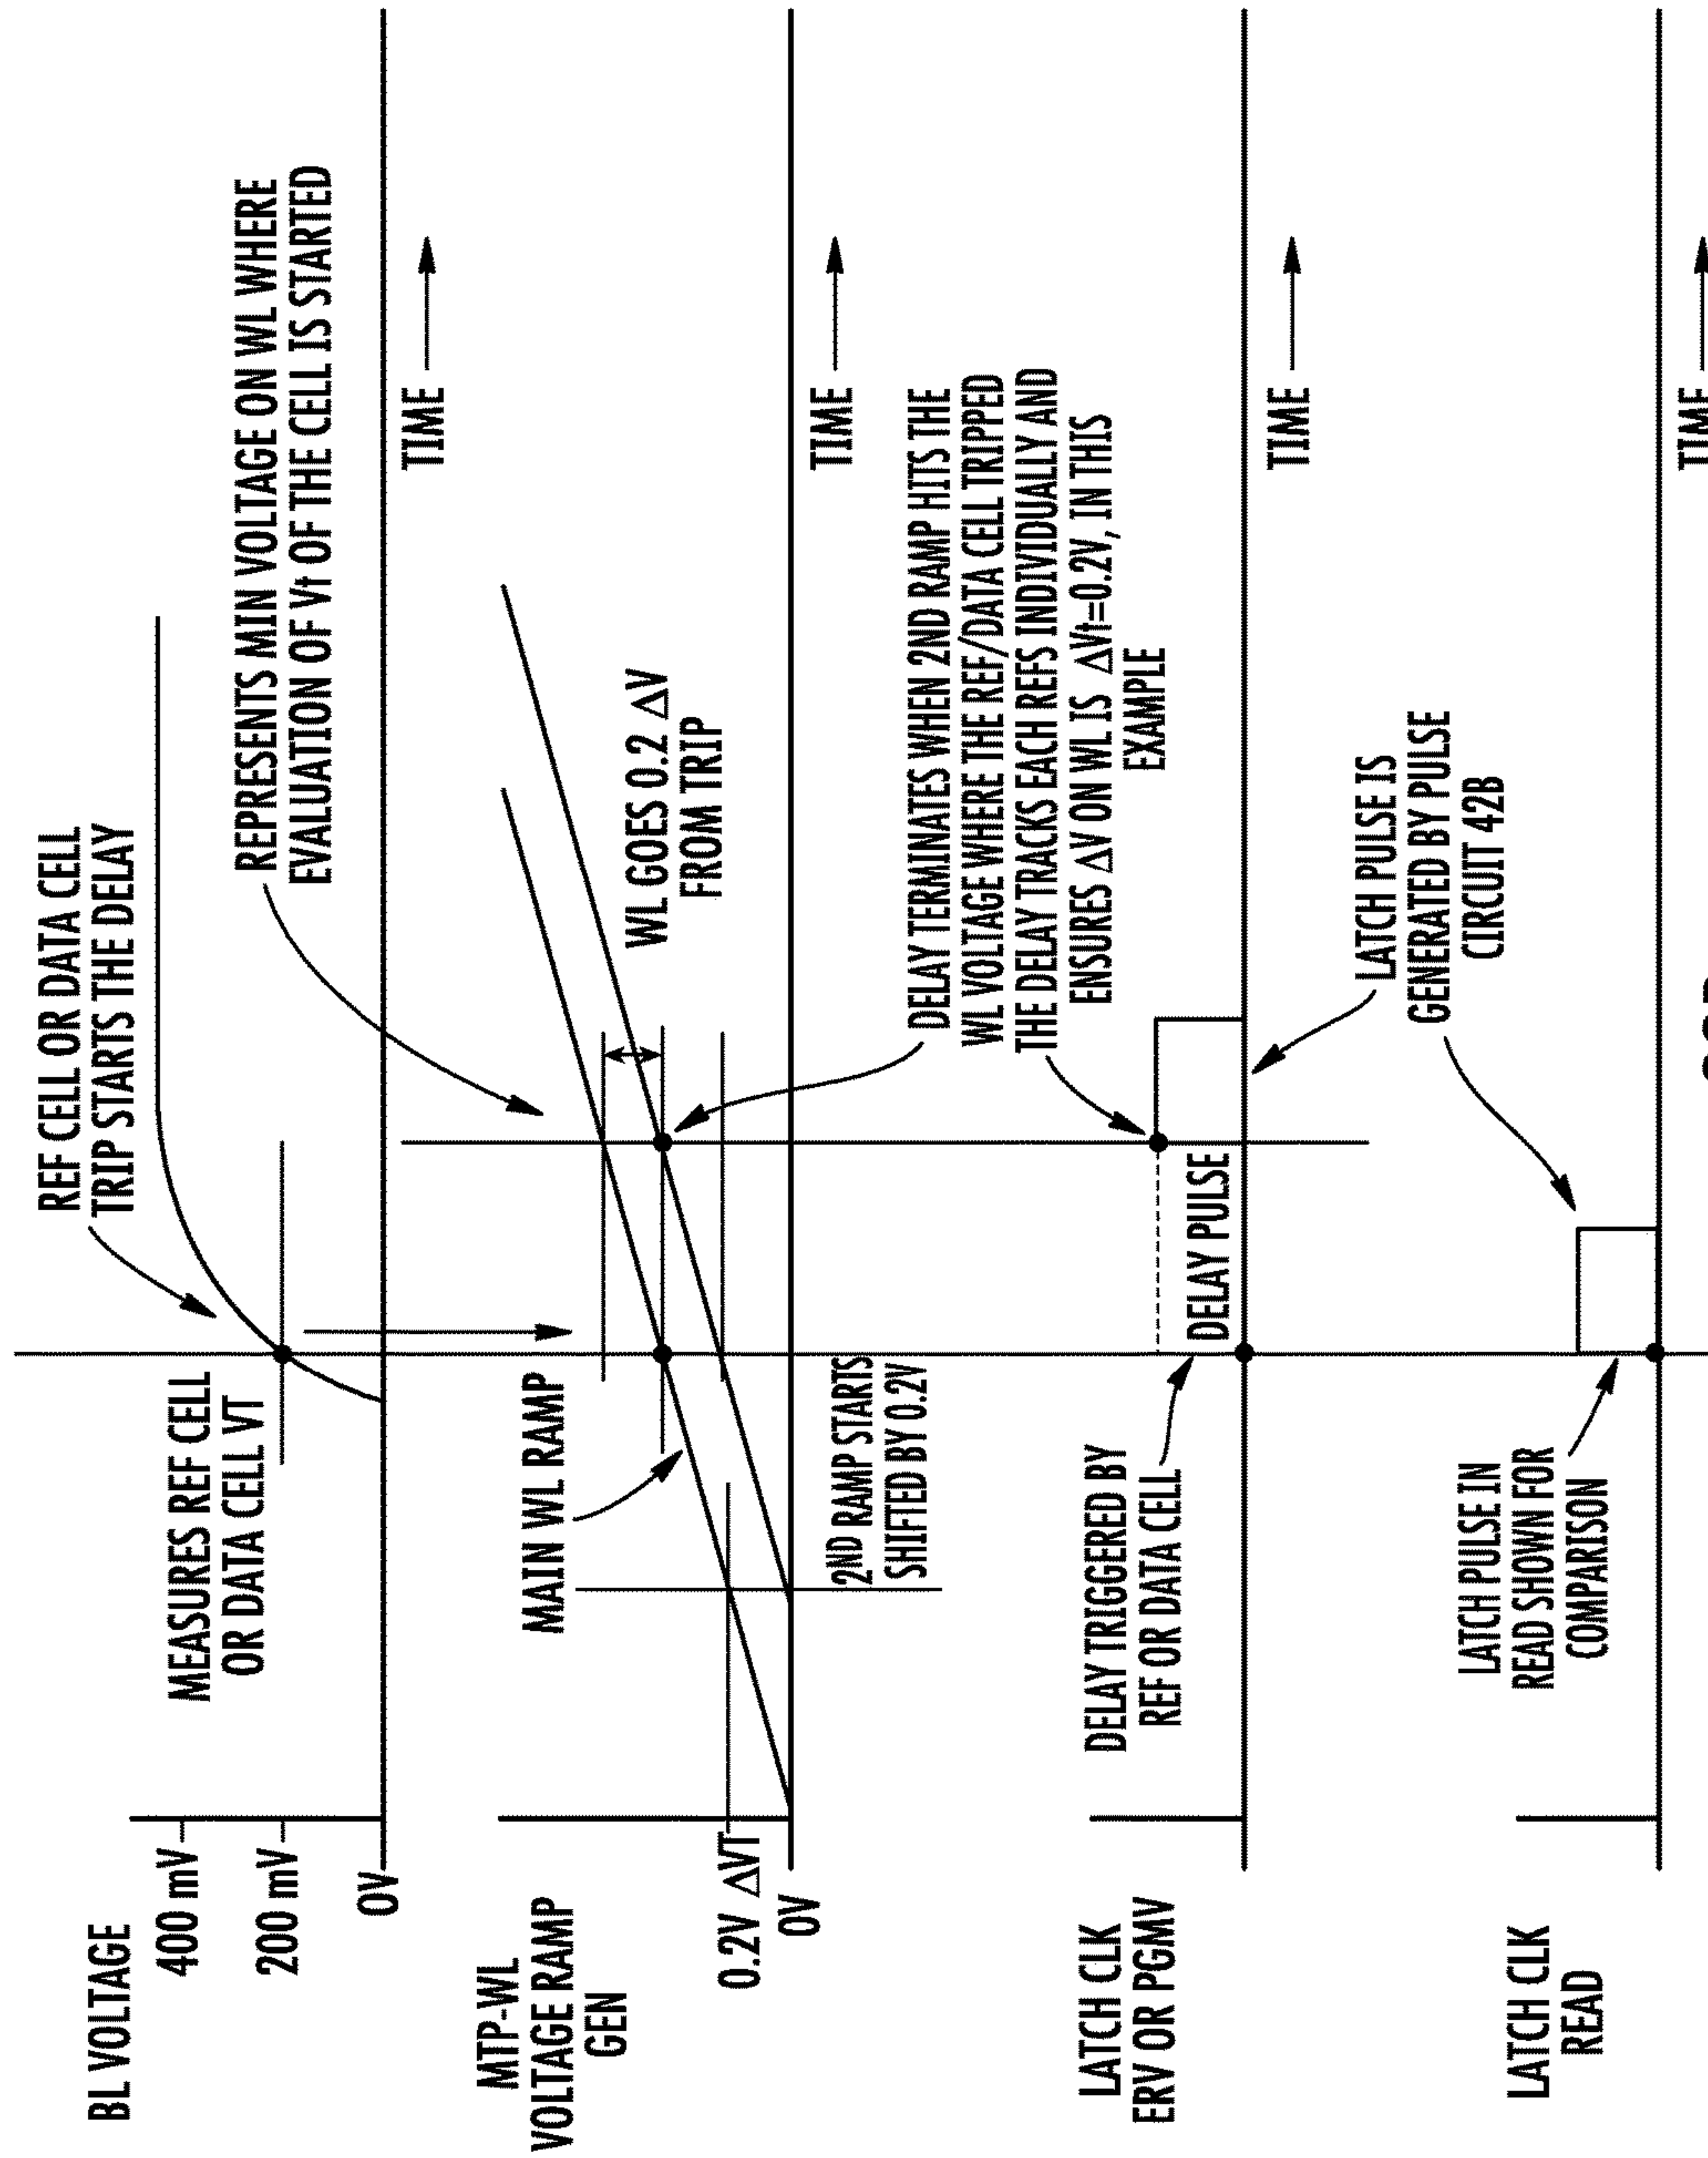 BL VOLTAGE
400 mV
200 mV
0V
REF CELL OR DATA CELL
TRIP STARTS THE DELAY
MEASURES REF CELL
OR DATA CELL VT
REPRESENTS MIN VOLTAGE ON WL WHERE
EVALUATION OF Vt OF THE CELL IS STARTED
TIME
MTP-WL
VOLTAGE RAMP
GEN
0.2V △VT
0V
MAIN WL RAMP
WL GOES 0.2 △V
FROM TRIP
2ND RAMP STARTS
SHIFTED BY 0.2V
TIME
DELAY TERMINATES WHEN 2ND RAMP HITS THE
WL VOLTAGE WHERE THE REF/DATA CELL TRIPPED
THE DELAY TRACKS EACH REFS INDIVIDUALLY AND
ENSURES △V ON WL IS △Vt=0.2V, IN THIS
EXAMPLE
LATCH CLK
ERV OR PGMV
DELAY TRIGGERED BY
REF OR DATA CELL
DELAY PULSE
TIME
LATCH PULSE IS
GENERATED BY PULSE
CIRCUIT 42B
LATCH CLK
READ
LATCH PULSE IN
READ SHOWN FOR
COMPARISON
TIME